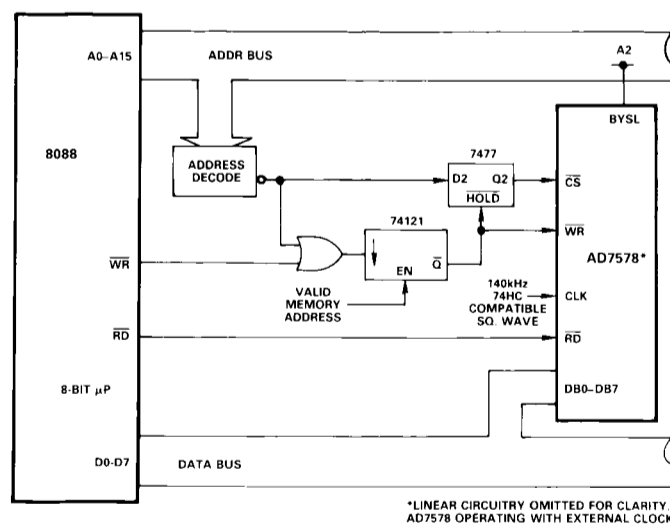 A0–A15
ADDR BUS
A2
BYSL
8088
ADDRESS
DECODE
7477
D2 Q2
HOLD
CS
74121
WR
WR
EN Q
AD7578*
VALID
MEMORY
ADDRESS
140kHz
74HC
COMPATIBLE
SQ. WAVE
CLK
RD
RD
8-BIT μP
DB0–DB7
D0-D7
DATA BUS
*LINEAR CIRCUITRY OMITTED FOR CLARITY.
AD7578 OPERATING WITH EXTERNAL CLOCK